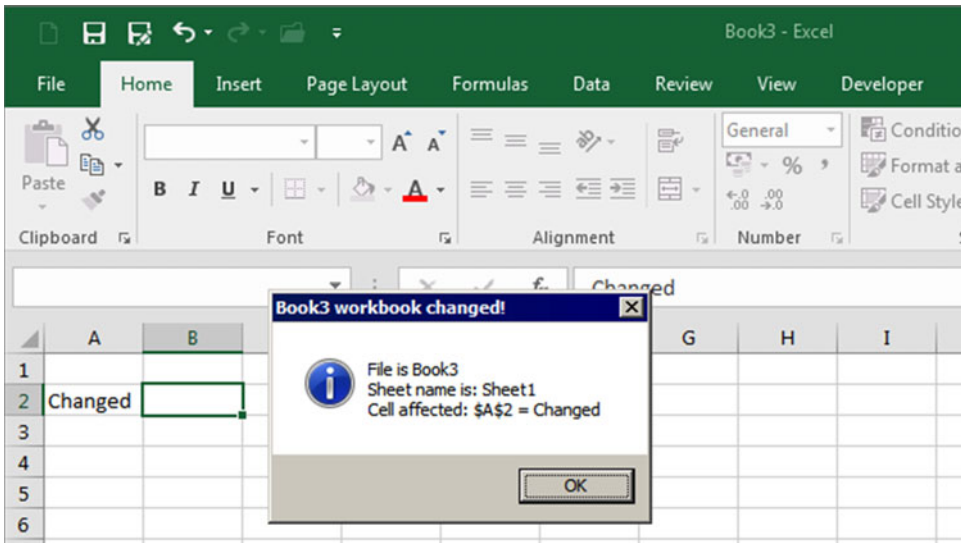 Book3 - Excel
File Home Insert Page Layout Formulas Data Review View Developer
Paste
B I U A A A
General
% ,
Conditio
Format a
Cell Style
Clipboard Font Alignment Number
Changed
Book3 workbook changed!
File is Book3
Sheet name is: Sheet1
Cell affected: $A$2 = Changed
OK
A B G H I
1
2 Changed
3
4
5
6